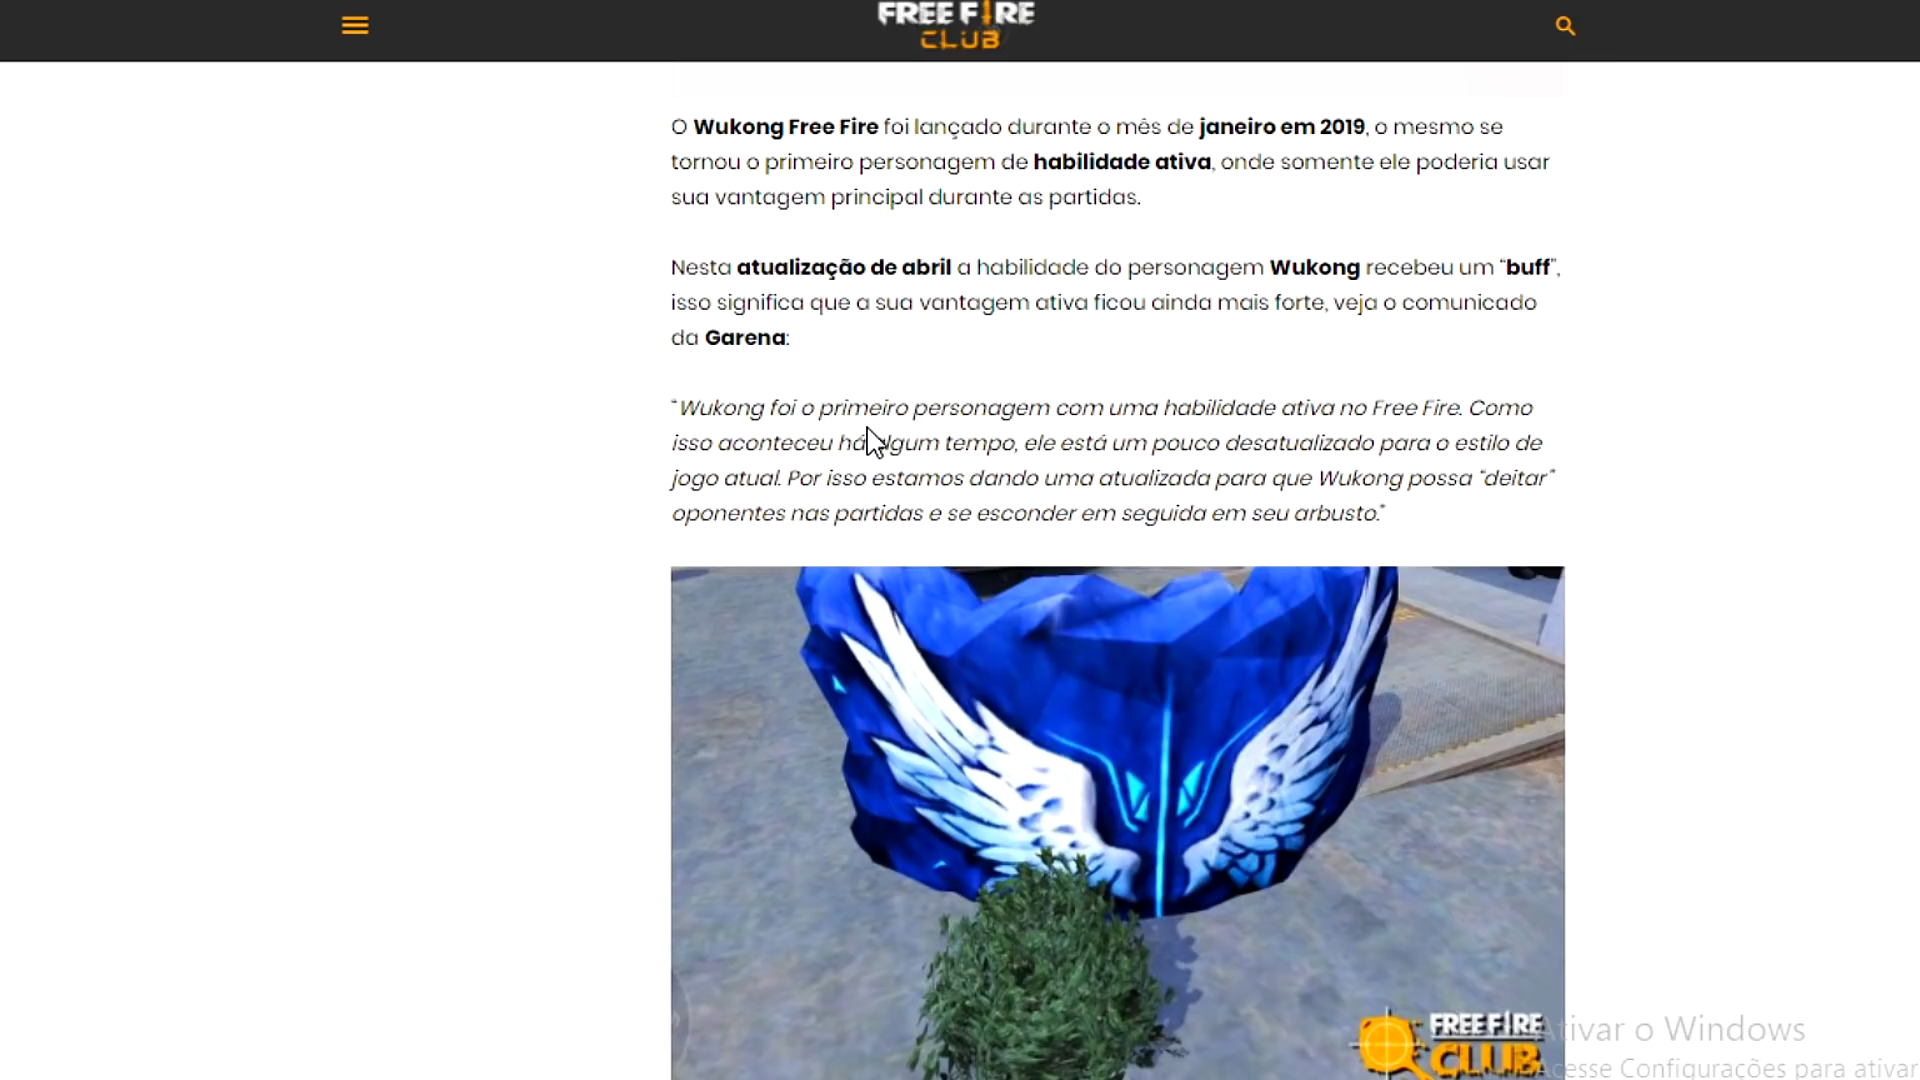 FREE FIRE
CLUB
O Wukong Free Fire foi lançado durante o mês de janeiro em 2019, o mesmo se
tornou o primeiro personagem de habilidade ativa, onde somente ele poderia usar
sua vantagem principal durante as partidas.
Nesta atualização de abril a habilidade do personagem Wukong recebeu um “buff”,
isso significa que a sua vantagem ativa ficou ainda mais forte, veja o comunicado
da Garena:
“Wukong foi o primeiro personagem com uma habilidade ativa no Free Fire. Como
isso aconteceu há algum tempo, ele está um pouco desatualizado para o estilo de
jogo atual. Por isso estamos dando uma atualizada para que Wukong possa “deitar”
oponentes nas partidas e se esconder em seguida em seu arbusto.”
FREE FIRE
CLUB
Ativar o Windows
Acesse Configurações para ativar